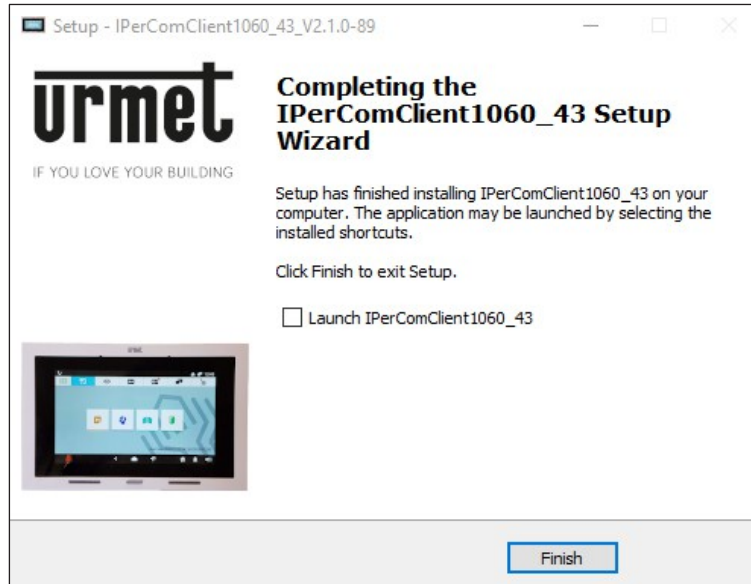 Setup - IPerComClient1060_43_V2.1.0-89
urmet
IF YOU LOVE YOUR BUILDING
Completing the
IPerComClient1060_43 Setup
Wizard
Setup has finished installing IPerComClient1060_43 on your
computer. The application may be launched by selecting the
installed shortcuts.
Click Finish to exit Setup.
Launch IPerComClient1060_43
Finish